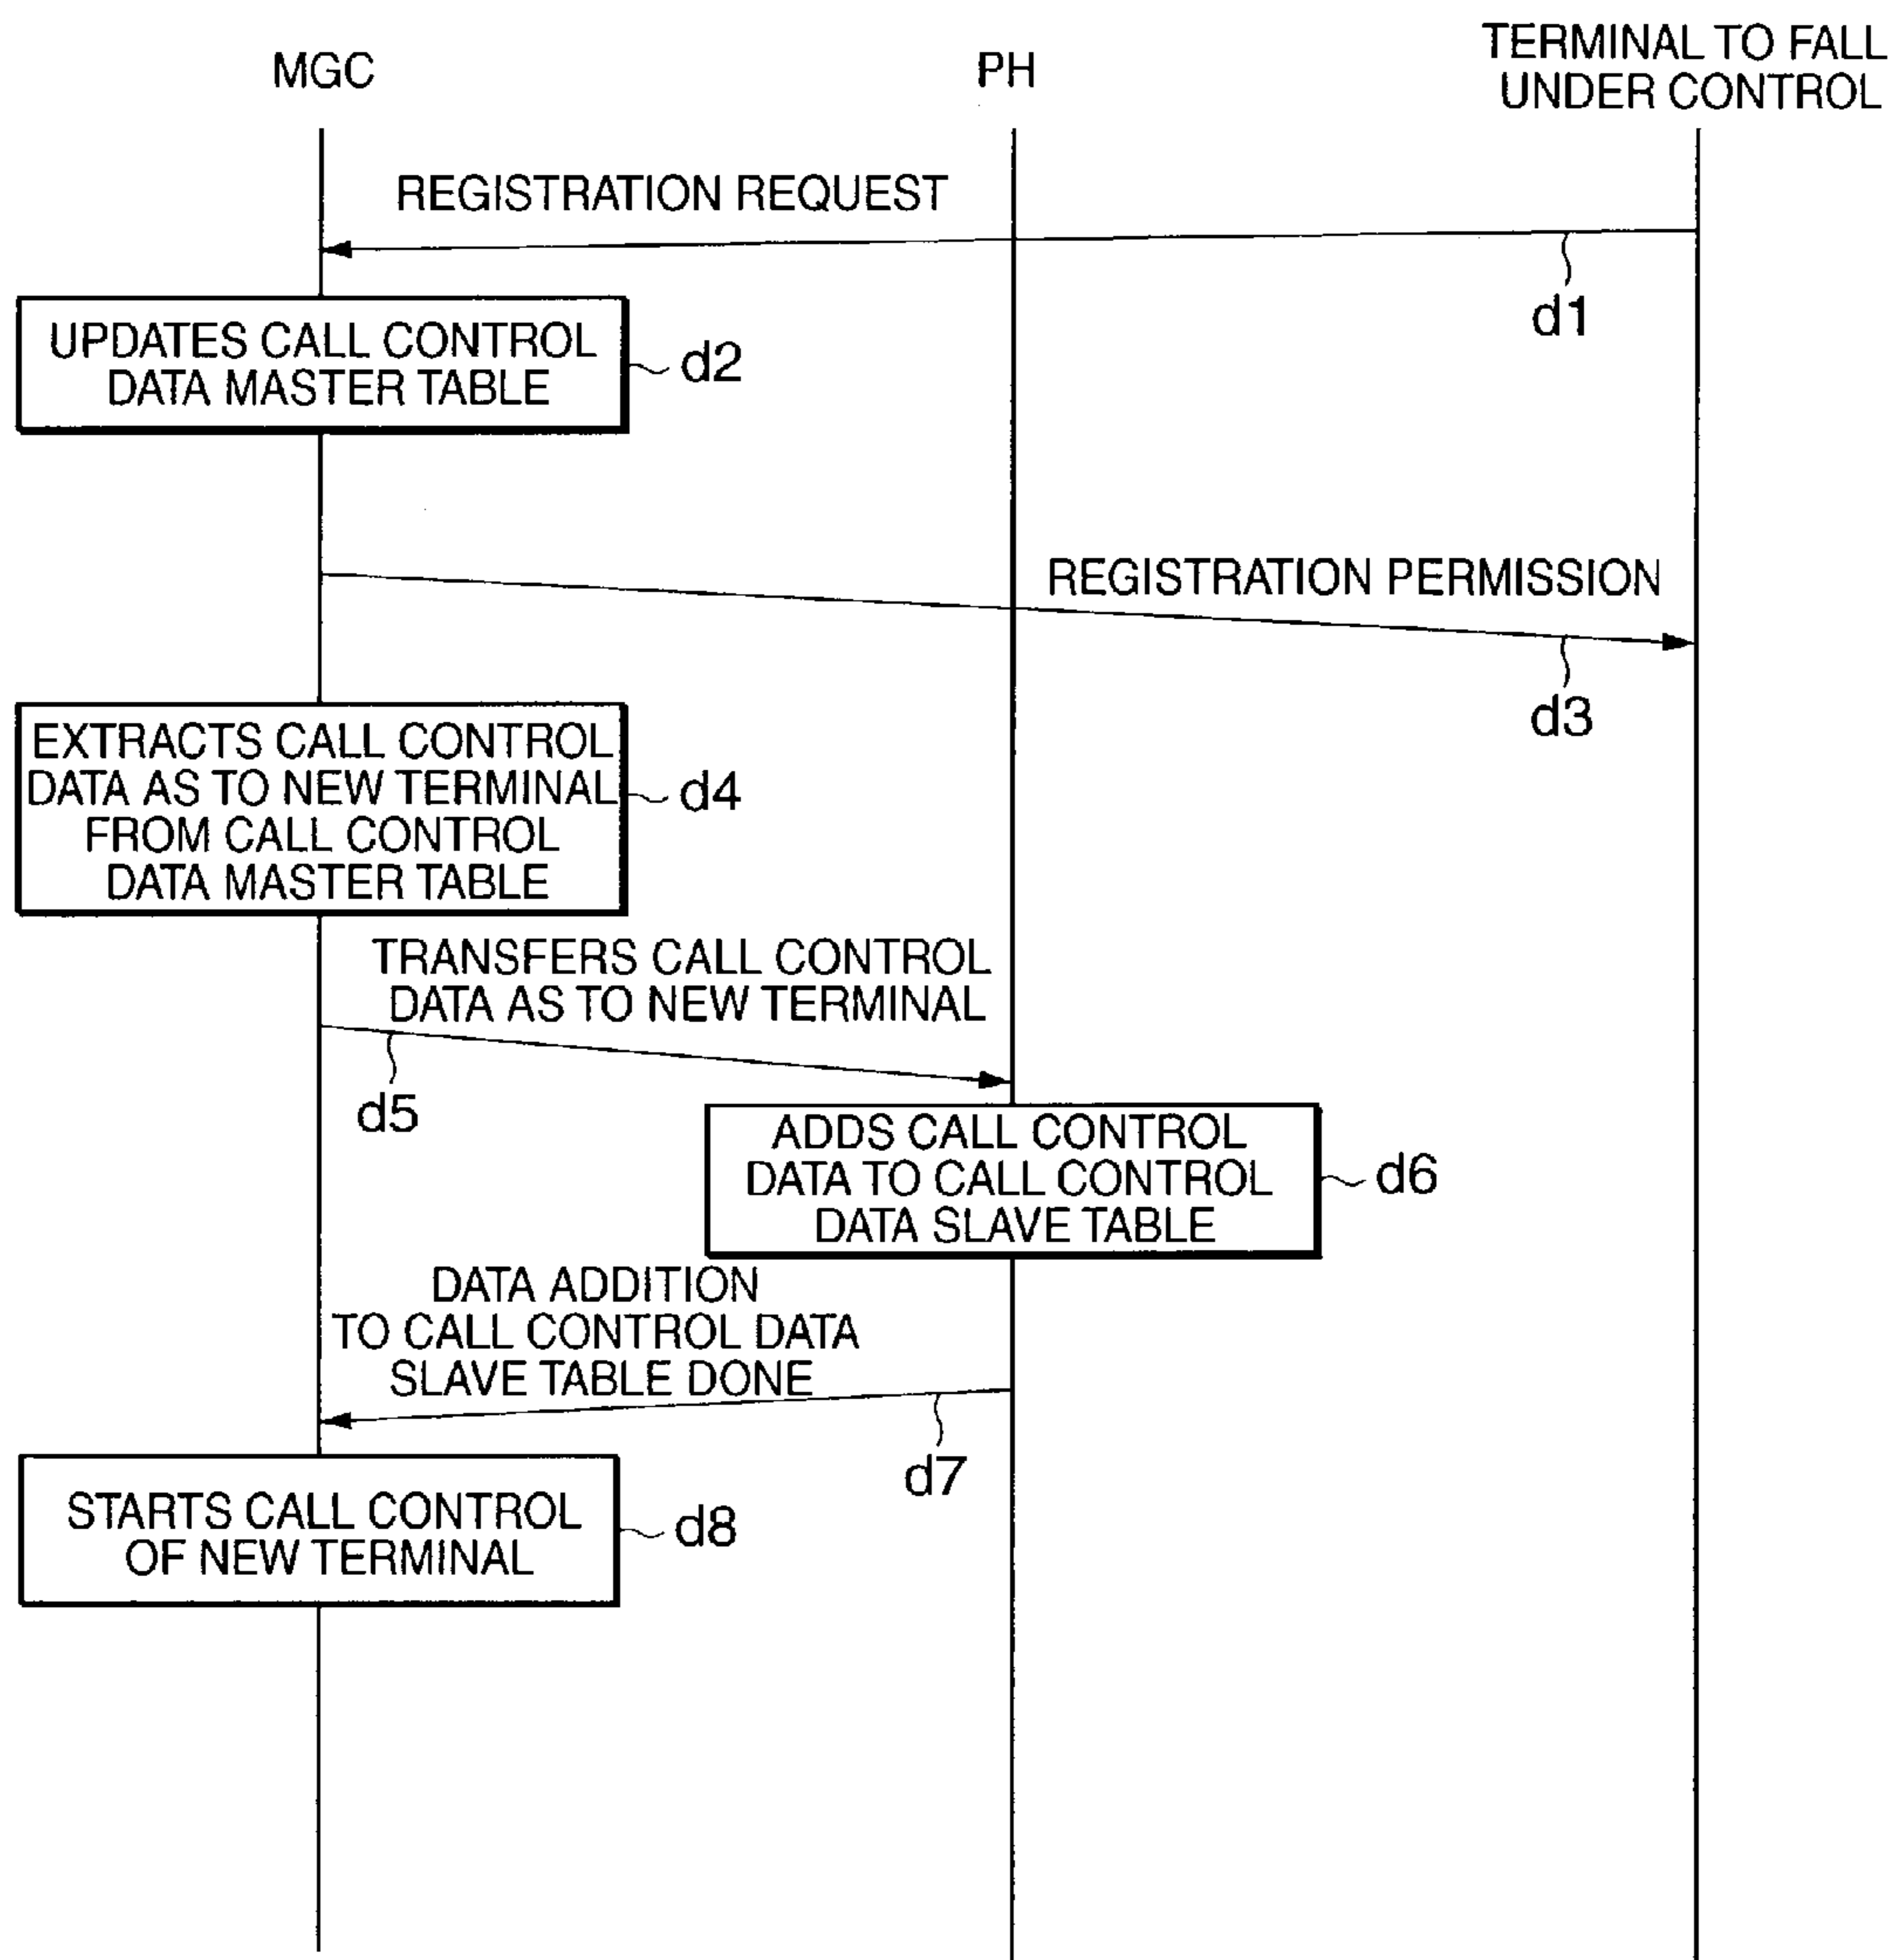 MGC
PH
TERMINAL TO FALL
UNDER CONTROL
REGISTRATION REQUEST
d1
UPDATES CALL CONTROL
DATA MASTER TABLE
d2
REGISTRATION PERMISSION
d3
EXTRACTS CALL CONTROL
DATA AS TO NEW TERMINAL
FROM CALL CONTROL
DATA MASTER TABLE
d4
TRANSFERS CALL CONTROL
DATA AS TO NEW TERMINAL
d5
ADDS CALL CONTROL
DATA TO CALL CONTROL
DATA SLAVE TABLE
d6
DATA ADDITION
TO CALL CONTROL DATA
SLAVE TABLE DONE
d7
STARTS CALL CONTROL
OF NEW TERMINAL
d8